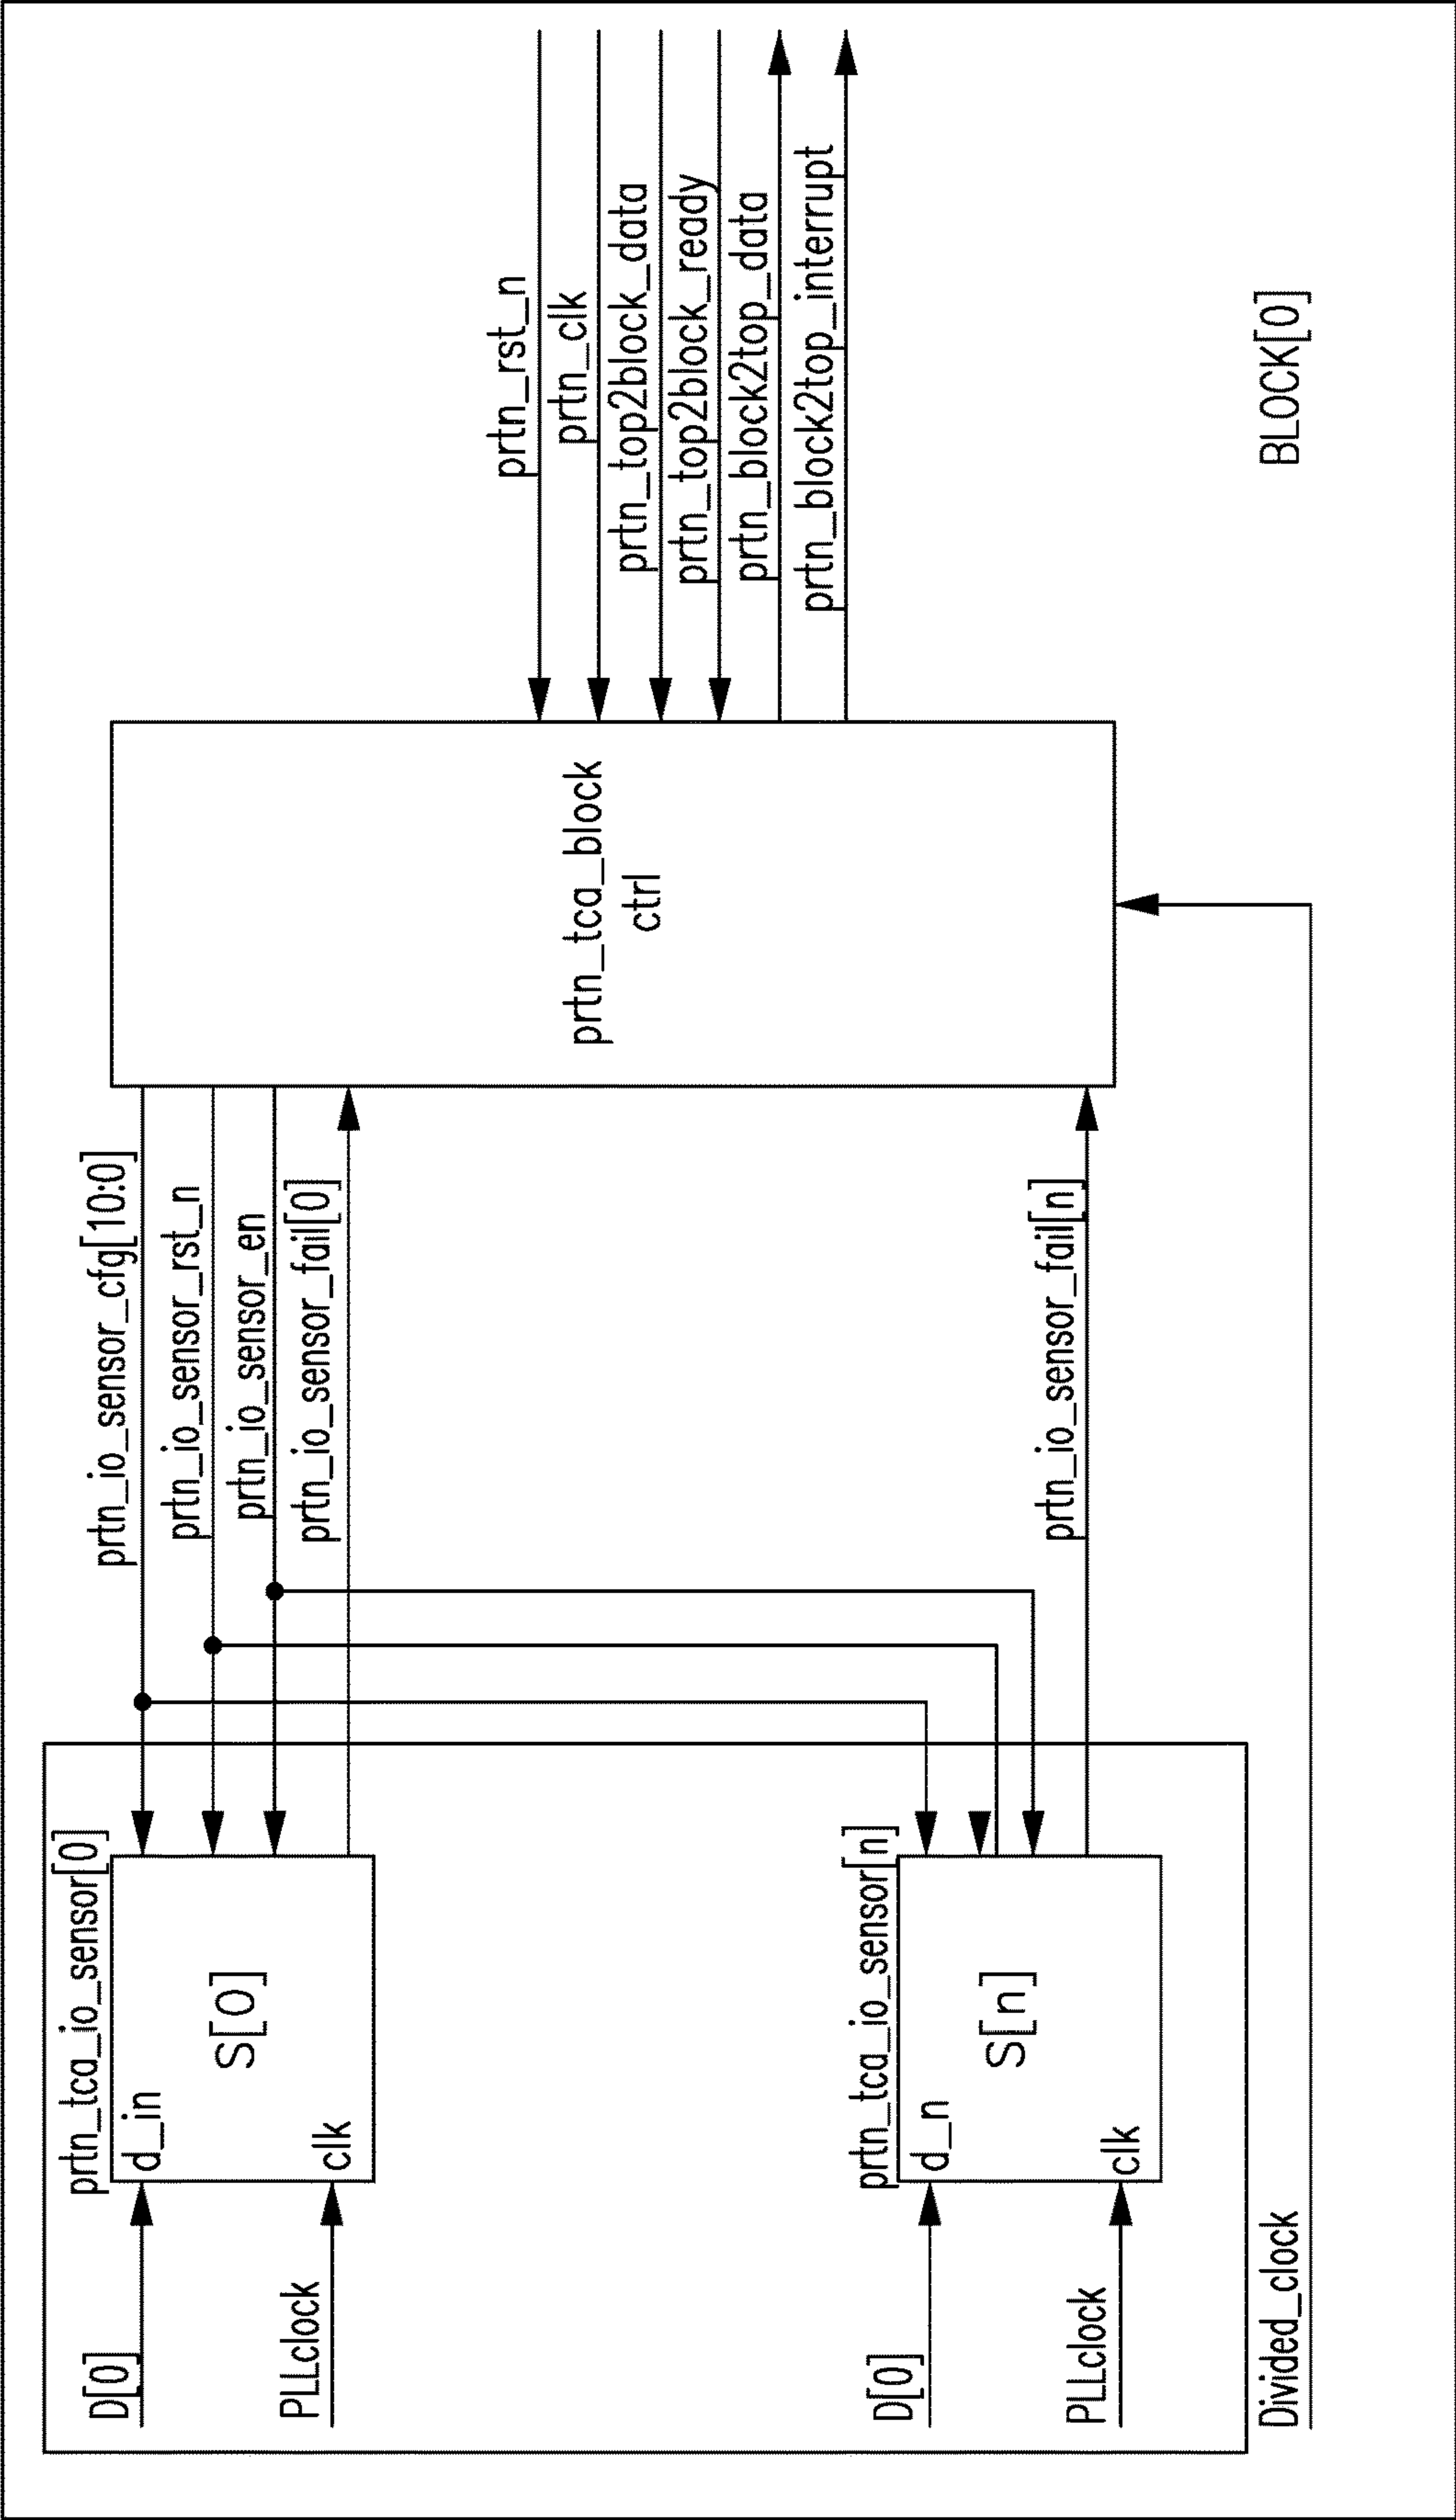 prtn_tca_io_sensor[0]
D[0]
d_in
S[0]
PLLclock
clk
prtn_io_sensor_cfg[10:0]
prtn_io_sensor_rst_n
prtn_io_sensor_en
prtn_io_sensor_fail[0]
prtn_tca_block
ctrl
prtn_rst_n
prtn_clk
prtn_top2block_data
prtn_top2block_ready
prtn_block2top_data
prtn_block2top_interrupt
prtn_tca_io_sensor[n]
D[0]
d_n
S[n]
PLLclock
clk
prtn_io_sensor_fail[n]
Divided_clock
BLOCK[0]